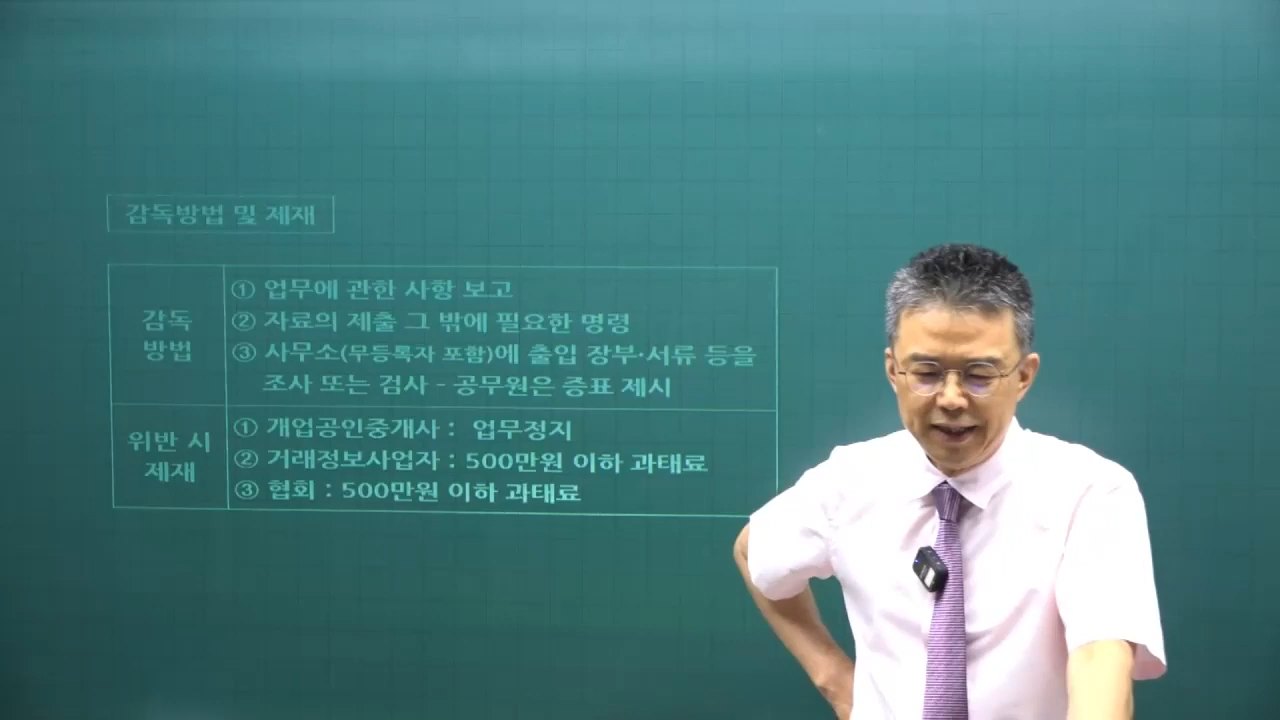 감독방법 및 제재
감독
방법
① 업무에 관한 사항 보고
② 자료의 제출 그 밖에 필요한 명령
③ 사무소(무등록자 포함)에 출입 장부·서류 등을
조사 또는 검사 - 공무원은 증표 제시
위반 시
제재
① 개업공인중개사 : 업무정지
② 거래정보사업자 : 500만원 이하 과태료
③ 협회 : 500만원 이하 과태료